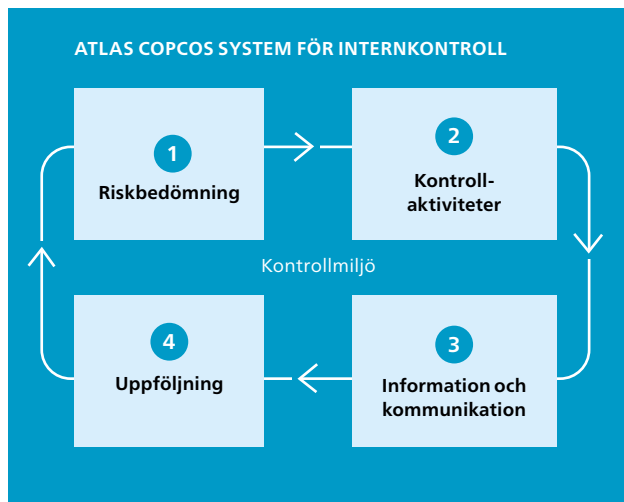 ATLAS COPCOS SYSTEM FÖR INTERNKONTROLL
1
Riskbedömning
2
Kontroll-
aktiviteter
Kontrollmiljö
4
Uppföljning
3
Information och
kommunikation